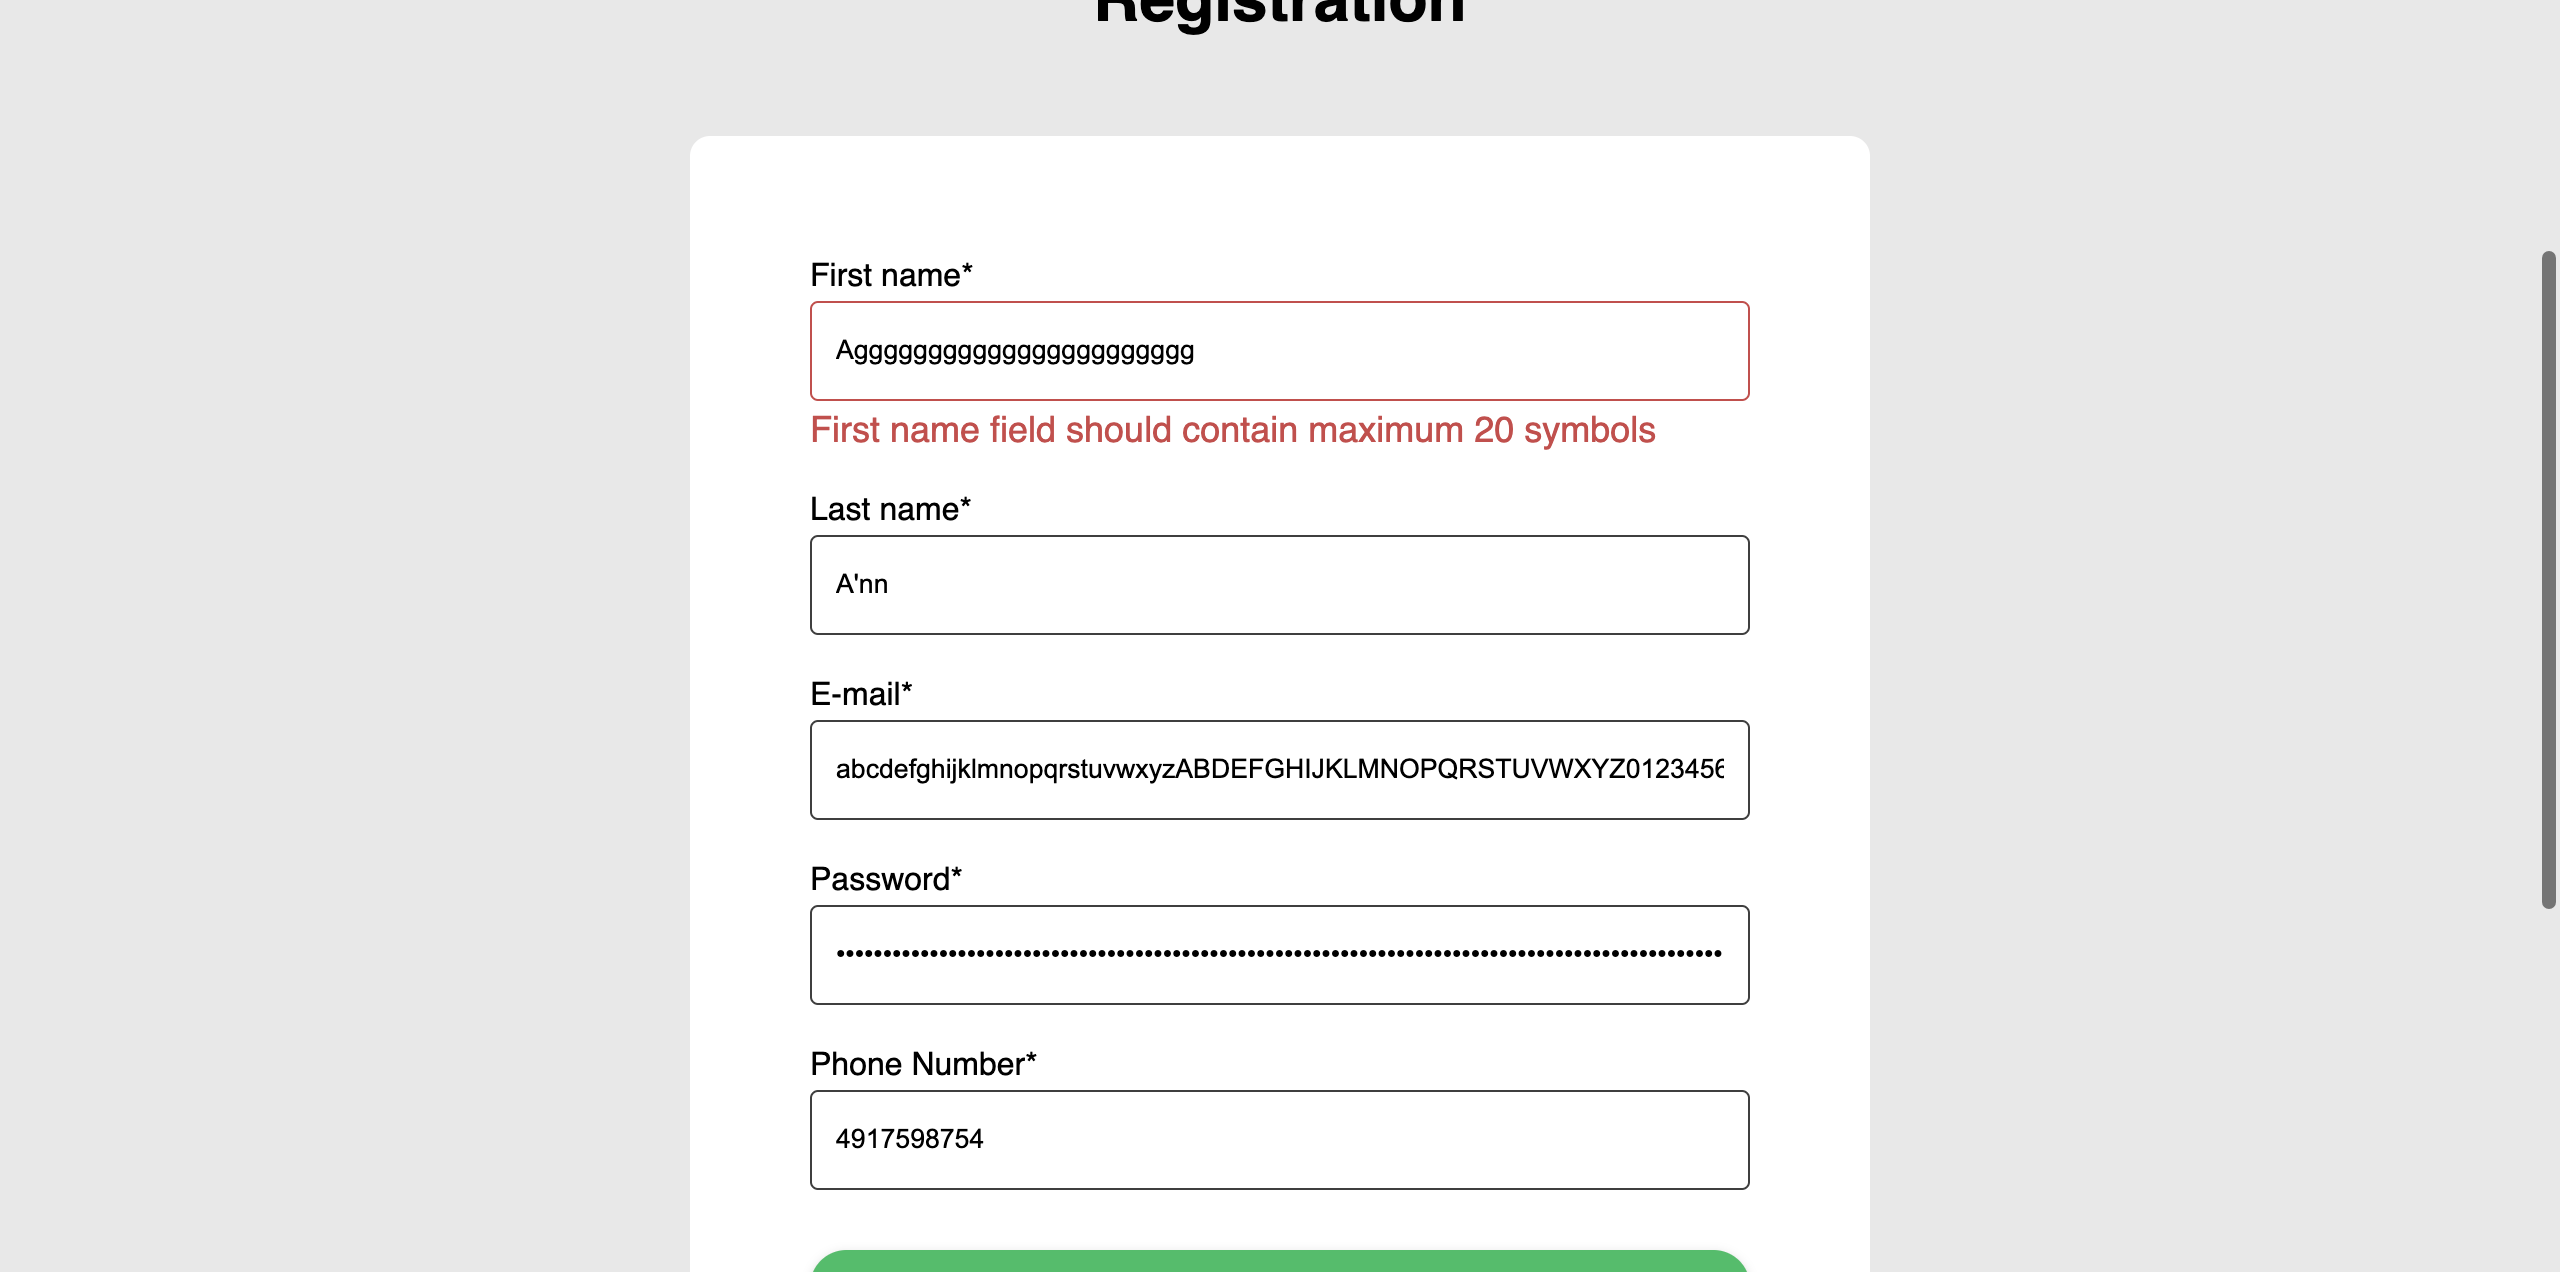 Registration
First name*
Aggggggggggggggggggggggg
First name field should contain maximum 20 symbols
Last name*
A'nn
E-mail*
abcdefghijklmnopqrstuvwxyzABDEFGHIJKLMNOPQRSTUVWXYZ0123456
Password*
Phone Number*
4917598754